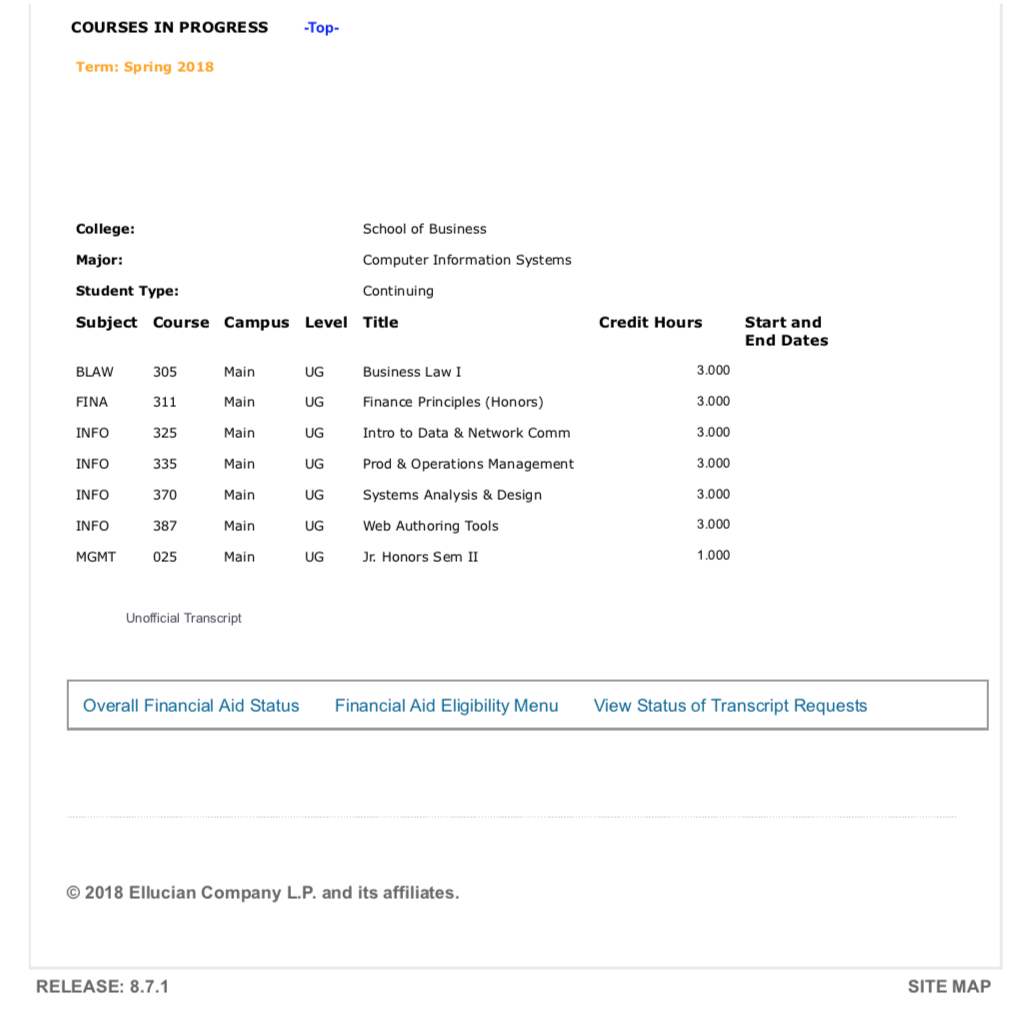 COURSES IN PROGRESS -Top-
Term: Spring 2018
College: School of Business
Major: Computer Information Systems
Student Type: Continuing
Subject Course Campus Level Title Credit Hours Start and
End Dates
BLAW 305 Main UG Business Law I 3.000
FINA 311 Main UG Finance Principles (Honors) 3.000
INFO 325 Main UG Intro to Data & Network Comm 3.000
INFO 335 Main UG Prod & Operations Management 3.000
INFO 370 Main UG Systems Analysis & Design 3.000
INFO 387 Main UG Web Authoring Tools 3.000
MGMT 025 Main UG Jr. Honors Sem II 1.000
Unofficial Transcript
Overall Financial Aid Status Financial Aid Eligibility Menu View Status of Transcript Requests
© 2018 Ellucian Company L.P. and its affiliates.
RELEASE: 8.7.1 SITE MAP